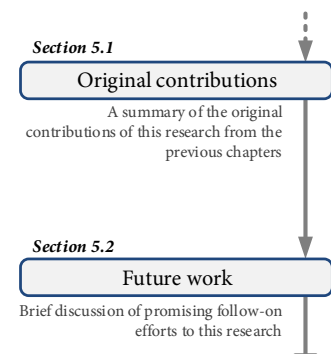 Section 5.1
Original contributions
A summary of the original
contributions of this research from the
previous chapters
Section 5.2
Future work
Brief discussion of promising follow-on
efforts to this research